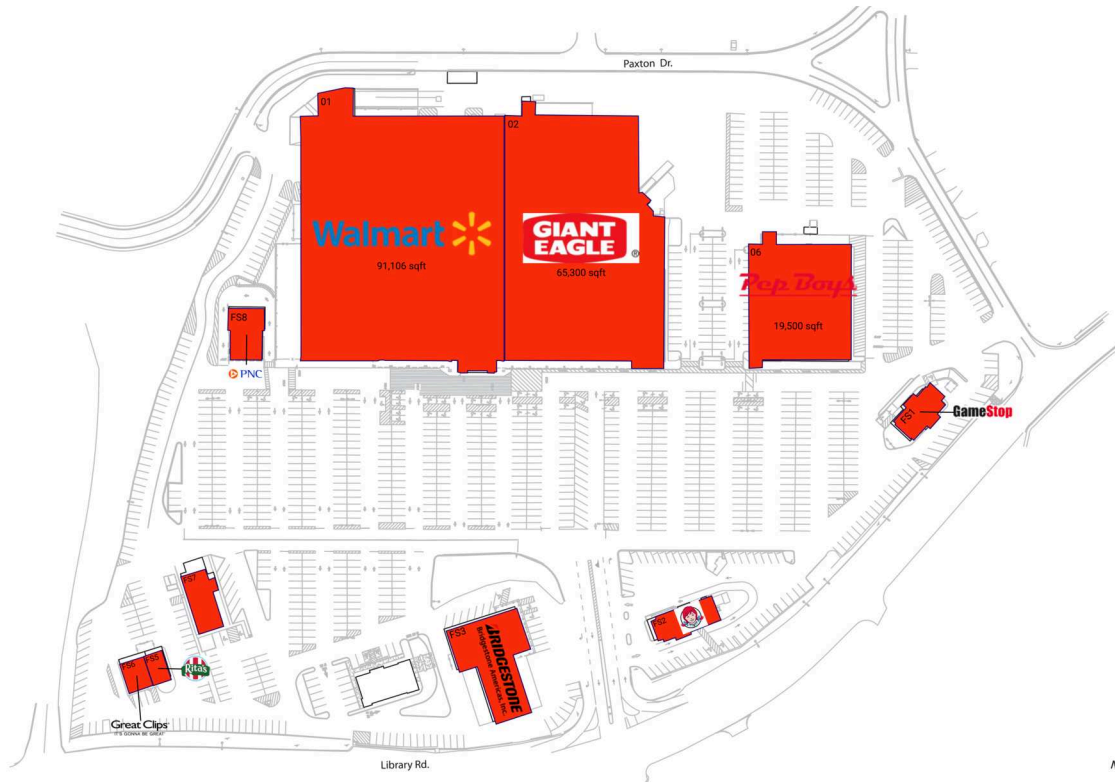 Paxton Dr.
01
02
Walmart
91,106 sqft
GIANT
EAGLE
®
65,300 sqft
06
Pep Boys
19,500 sqft
FS8
PNC
FS1
GameStop
FS7
FS2
FS3
BRIDGESTONE
Bridgestone Americas, Inc.
FS6
FS5
Rita's
Great Clips
IT'S GONNA BE GREAT
Library Rd.